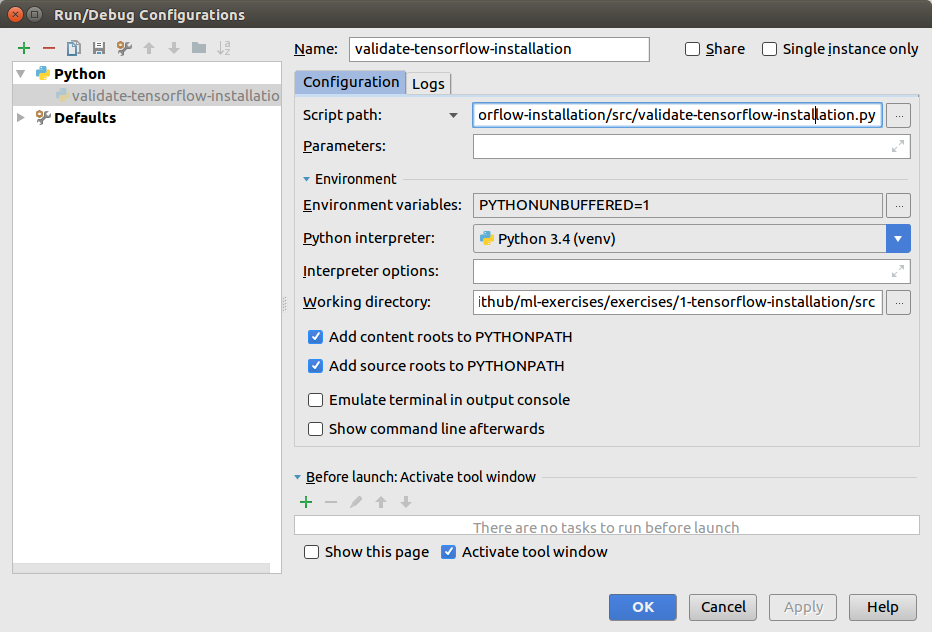 Run/Debug Configurations
Name: validate-tensorflow-installation Share Single instance only
Python
validate-tensorflow-installatio
Defaults
Configuration Logs
Script path: orflow-installation/src/validate-tensorflow-installation.py ...
Parameters:
Environment
Environment variables: PYTHONUNBUFFERED=1 ...
Python interpreter: Python 3.4 (venv)
Interpreter options:
Working directory: ithub/ml-exercises/exercises/1-tensorflow-installation/src ...
Add content roots to PYTHONPATH
Add source roots to PYTHONPATH
Emulate terminal in output console
Show command line afterwards
Before launch: Activate tool window
There are no tasks to run before launch
Show this page Activate tool window
OK Cancel Apply Help